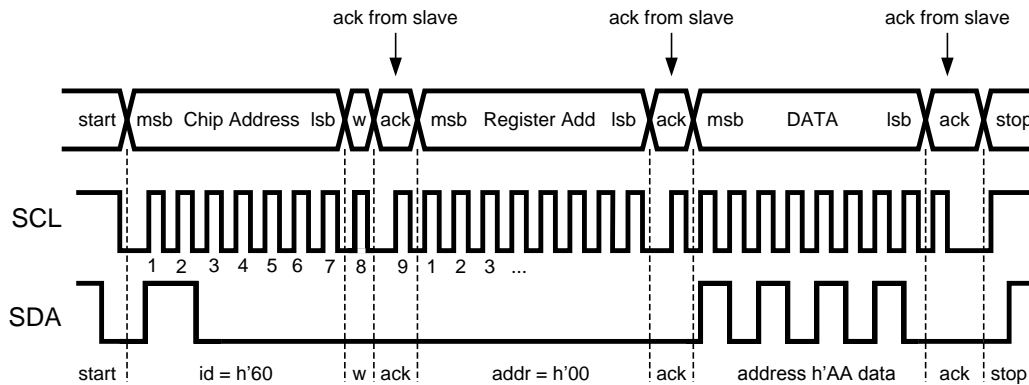 ack from slave ack from slave ack from slave
start msb Chip Address lsb w ack msb Register Add lsb ack msb DATA lsb ack stop
SCL
1 2 3 4 5 6 7 8 9 1 2 3 ...
SDA
start id = h'60 w ack addr = h'00 ack address h'AA data ack stop